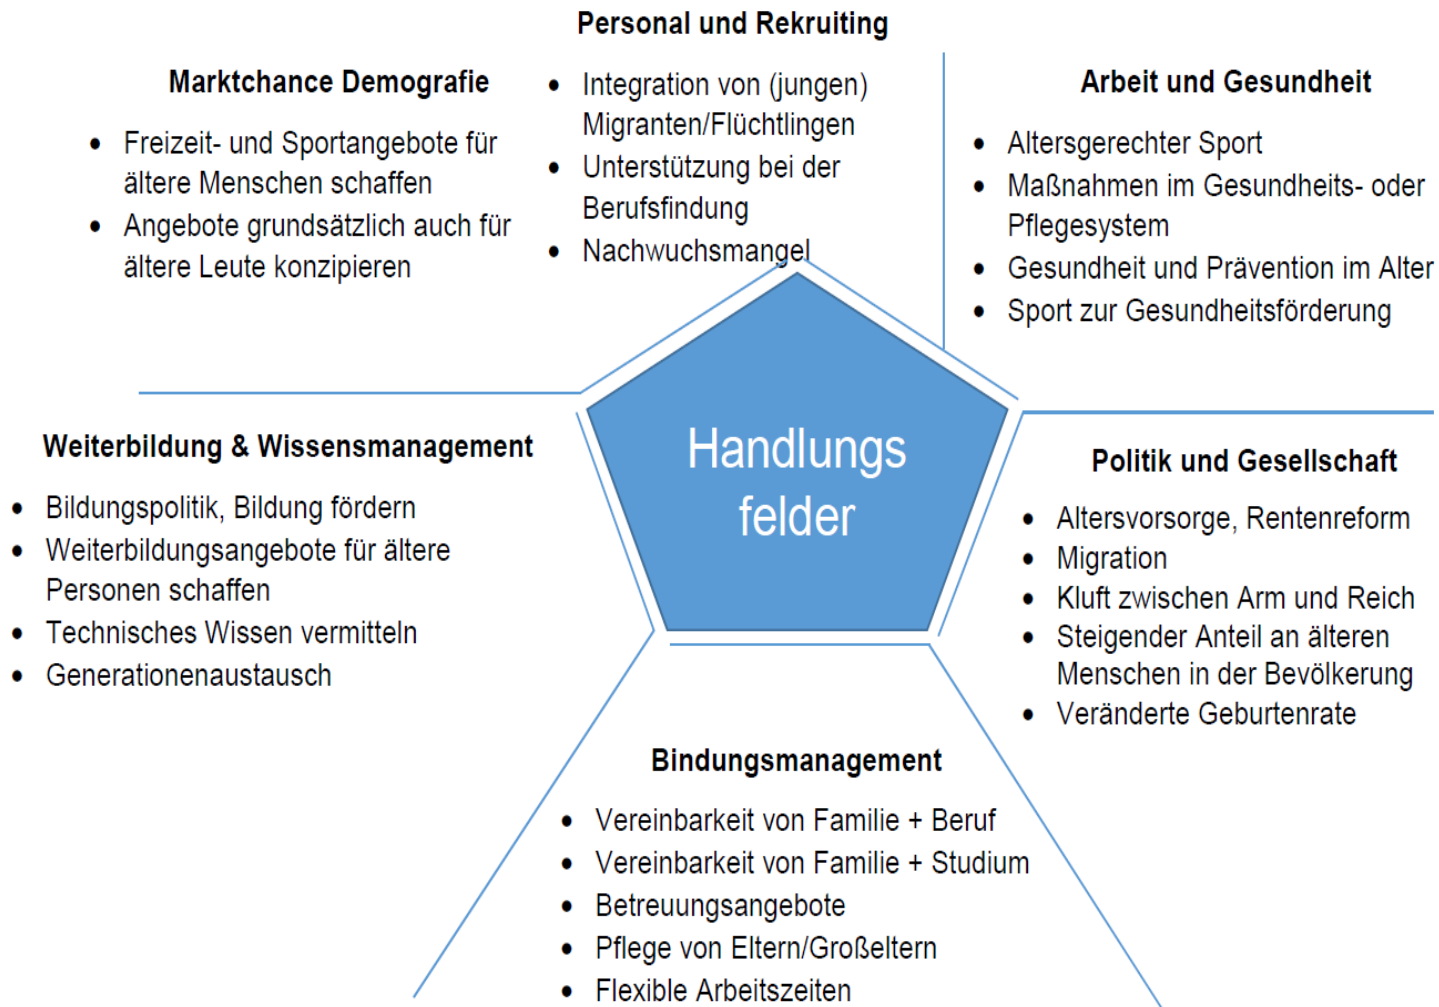 Personal und Rekruiting
• Integration von (jungen)
Migranten/Flüchtlingen
• Unterstützung bei der
Berufsfindung
• Nachwuchsmangel
Marktchance Demografie
• Freizeit- und Sportangebote für
ältere Menschen schaffen
• Angebote grundsätzlich auch für
ältere Leute konzipieren
Arbeit und Gesundheit
• Altersgerechter Sport
• Maßnahmen im Gesundheits- oder
Pflegesystem
• Gesundheit und Prävention im Alter
• Sport zur Gesundheitsförderung
Handlungs
felder
Weiterbildung & Wissensmanagement
• Bildungspolitik, Bildung fördern
• Weiterbildungsangebote für ältere
Personen schaffen
• Technisches Wissen vermitteln
• Generationenaustausch
Politik und Gesellschaft
• Altersvorsorge, Rentenreform
• Migration
• Kluft zwischen Arm und Reich
• Steigender Anteil an älteren
Menschen in der Bevölkerung
• Veränderte Geburtenrate
Bindungsmanagement
• Vereinbarkeit von Familie + Beruf
• Vereinbarkeit von Familie + Studium
• Betreuungsangebote
• Pflege von Eltern/Großeltern
• Flexible Arbeitszeiten